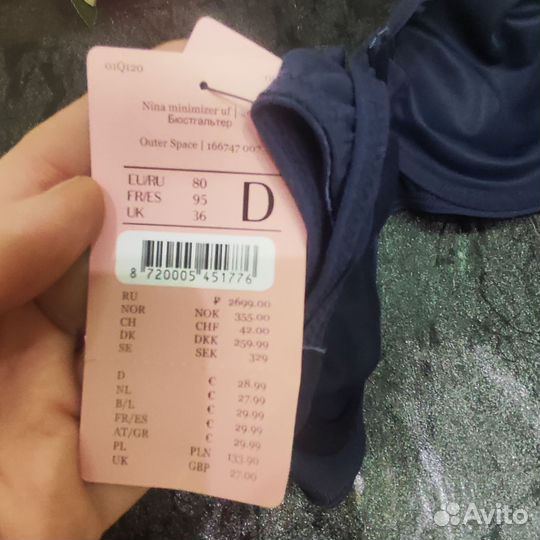 01Q120
Nina minimizer uf |
Бюстгальтер
Outer Space | 166747 007
EU/RU 80
FR/ES 95
UK 36
D
8 720005 451776
RU ₽ 2699.00
NOR NOK 355.00
CH CHF 42.00
DK DKK 259.99
SE SEK 329
D € 28.99
NL € 27.99
B/L € 29.99
FR/ES € 29.99
AT/GR € 29.99
PL PLN 133.90
UK GBP 27.00
Avito